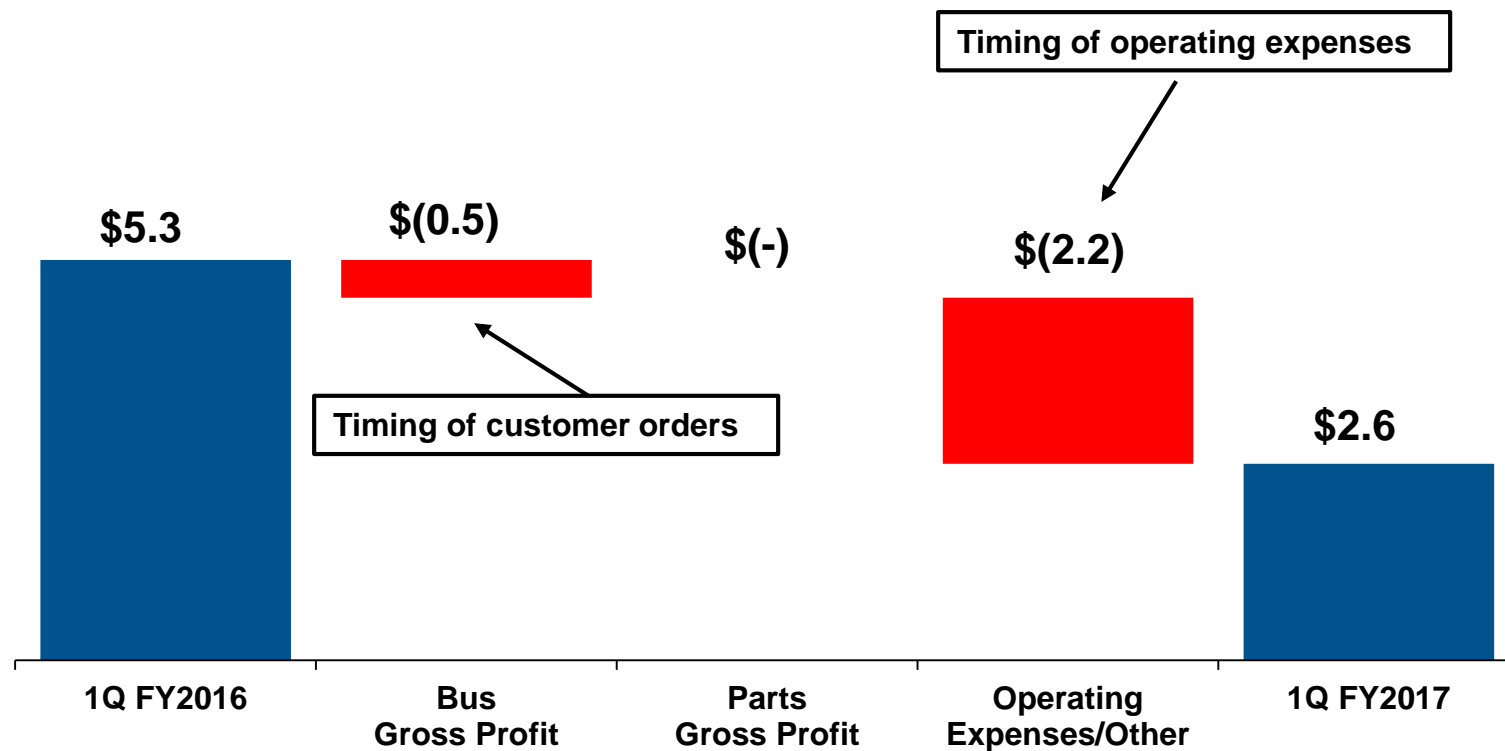 Timing of operating expenses
$5.3
$(0.5)
$(-)
$(2.2)
Timing of customer orders
$2.6
1Q FY2016
Bus
Gross Profit
Parts
Gross Profit
Operating
Expenses/Other
1Q FY2017